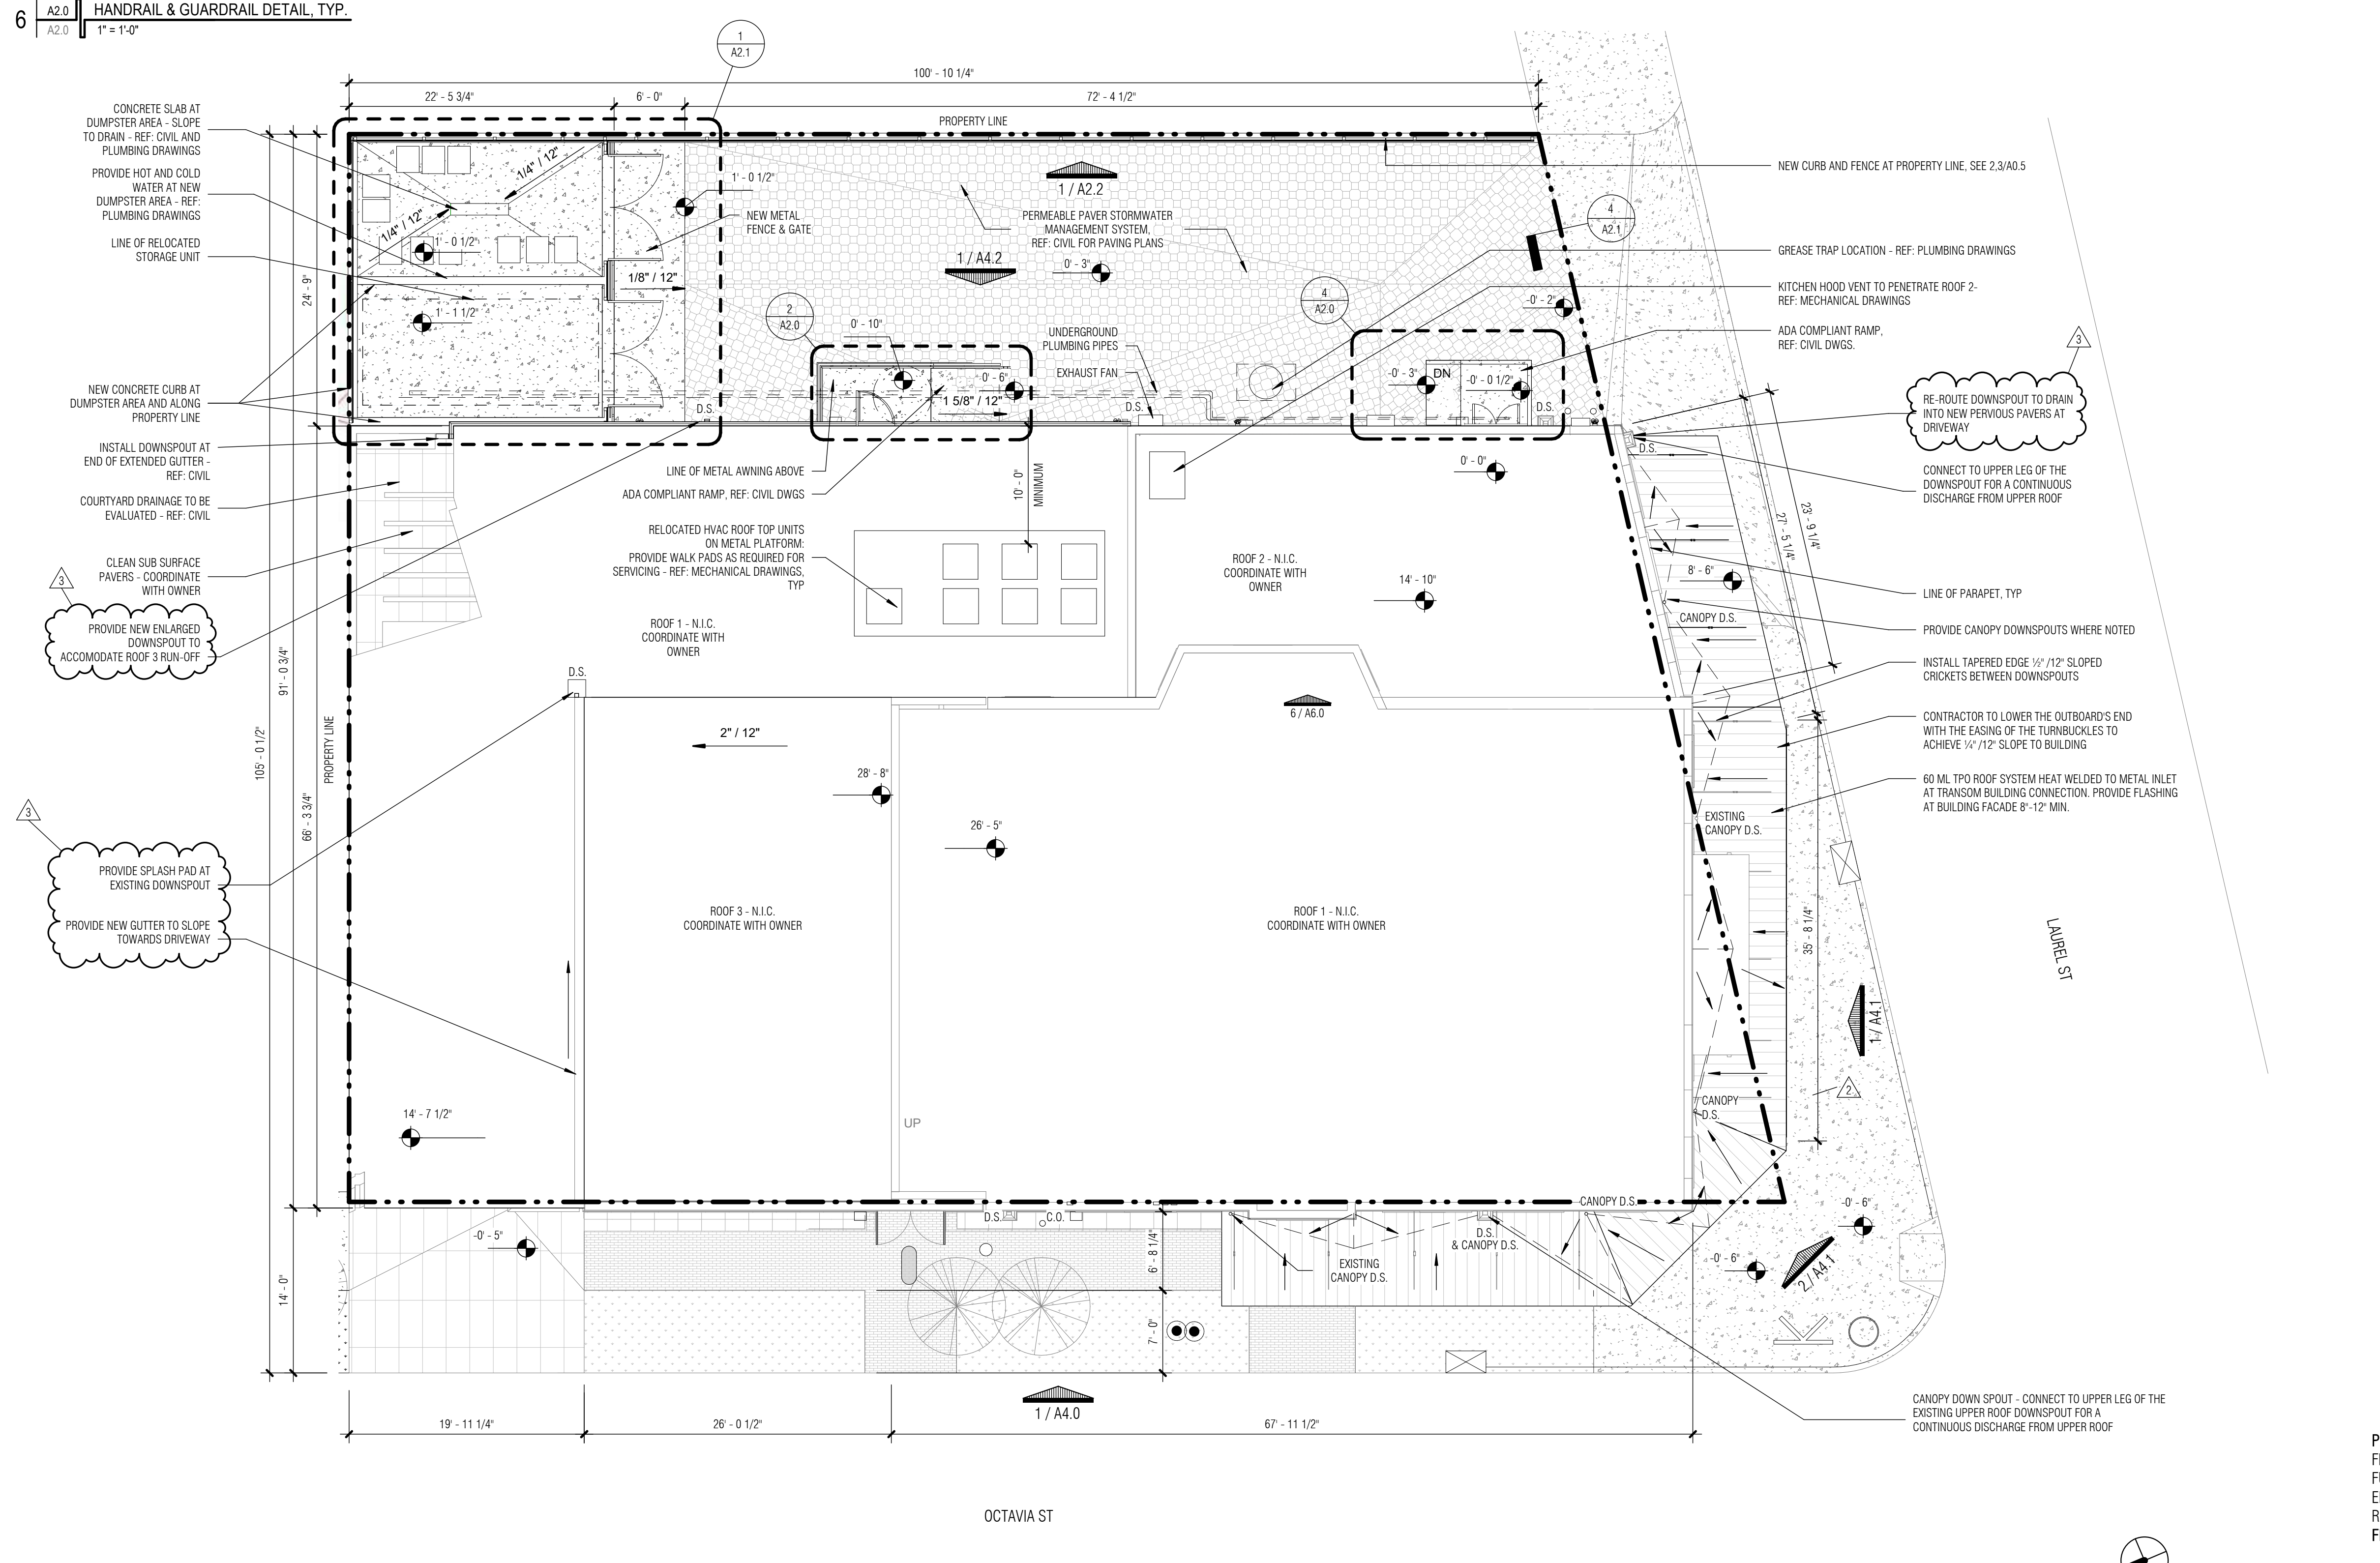 6
A2.0
A2.0
HANDRAIL & GUARDRAIL DETAIL, TYP.
1" = 1'-0"
1
A2.1
100' - 10 1/4"
22' - 5 3/4"
6' - 0"
72' - 4 1/2"
PROPERTY LINE
CONCRETE SLAB AT
DUMPSTER AREA - SLOPE
TO DRAIN - REF: CIVIL AND
PLUMBING DRAWINGS
PROVIDE HOT AND COLD
WATER AT NEW
DUMPSTER AREA - REF:
PLUMBING DRAWINGS
LINE OF RELOCATED
STORAGE UNIT
NEW CONCRETE CURB AT
DUMPSTER AREA AND ALONG
PROPERTY LINE
INSTALL DOWNSPOUT AT
END OF EXTENDED GUTTER -
REF: CIVIL
COURTYARD DRAINAGE TO BE
EVALUATED - REF: CIVIL
CLEAN SUB SURFACE
PAVERS - COORDINATE
WITH OWNER
3
PROVIDE NEW ENLARGED
DOWNSPOUT TO
ACCOMODATE ROOF 3 RUN-OFF
3
PROVIDE SPLASH PAD AT
EXISTING DOWNSPOUT
PROVIDE NEW GUTTER TO SLOPE
TOWARDS DRIVEWAY
24' - 9"
91' - 0 3/4"
105' - 0 1/2"
66' - 3 3/4"
PROPERTY LINE
14' - 0"
1/4" / 12"
1/4" / 12"
1' - 0 1/2"
1' - 1 1/2"
1/8" / 12"
1' - 0 1/2"
NEW METAL
FENCE & GATE
1 / A2.2
PERMEABLE PAVER STORMWATER
MANAGEMENT SYSTEM,
REF: CIVIL FOR PAVING PLANS
1 / A4.2
0' - 3"
2
A2.0
0' - 10"
0' - 6"
1 5/8" / 12"
UNDERGROUND
PLUMBING PIPES
EXHAUST FAN
D.S.
D.S.
4
A2.0
4
A2.1
-0' - 2"
-0' - 3"
DN
-0' - 0 1/2"
D.S.
D.S.
LINE OF METAL AWNING ABOVE
ADA COMPLIANT RAMP, REF: CIVIL DWGS
10' - 0"
MINIMUM
RELOCATED HVAC ROOF TOP UNITS
ON METAL PLATFORM:
PROVIDE WALK PADS AS REQUIRED FOR
SERVICING - REF: MECHANICAL DRAWINGS,
TYP
0' - 0"
ROOF 2 - N.I.C.
COORDINATE WITH
OWNER
14' - 10"
ROOF 1 - N.I.C.
COORDINATE WITH
OWNER
D.S.
6 / A6.0
2" / 12"
28' - 8"
26' - 5"
ROOF 3 - N.I.C.
COORDINATE WITH OWNER
ROOF 1 - N.I.C.
COORDINATE WITH OWNER
14' - 7 1/2"
UP
NEW CURB AND FENCE AT PROPERTY LINE, SEE 2,3/A0.5
GREASE TRAP LOCATION - REF: PLUMBING DRAWINGS
KITCHEN HOOD VENT TO PENETRATE ROOF 2-
REF: MECHANICAL DRAWINGS
ADA COMPLIANT RAMP,
REF: CIVIL DWGS.
3
RE-ROUTE DOWNSPOUT TO DRAIN
INTO NEW PERVIOUS PAVERS AT
DRIVEWAY
CONNECT TO UPPER LEG OF THE
DOWNSPOUT FOR A CONTINUOUS
DISCHARGE FROM UPPER ROOF
27' - 5 1/4"
23' - 9 1/4"
8' - 6"
CANOPY D.S.
LINE OF PARAPET, TYP
PROVIDE CANOPY DOWNSPOUTS WHERE NOTED
INSTALL TAPERED EDGE ½" /12" SLOPED
CRICKETS BETWEEN DOWNSPOUTS
CONTRACTOR TO LOWER THE OUTBOARD'S END
WITH THE EASING OF THE TURNBUCKLES TO
ACHIEVE ¼" /12" SLOPE TO BUILDING
60 ML TPO ROOF SYSTEM HEAT WELDED TO METAL INLET
AT TRANSOM BUILDING CONNECTION. PROVIDE FLASHING
AT BUILDING FACADE 8"-12" MIN.
EXISTING
CANOPY D.S.
35' - 8 1/4"
LAUREL ST
1 / A4.1
2
CANOPY
D.S.
CANOPY D.S.
-0' - 6"
-0' - 6"
2 / A4.1
-0' - 5"
D.S.
C.O.
6' - 8 1/4"
7' - 0"
EXISTING
CANOPY D.S.
D.S.
& CANOPY D.S.
19' - 11 1/4"
26' - 0 1/2"
1 / A4.0
67' - 11 1/2"
CANOPY DOWN SPOUT - CONNECT TO UPPER LEG OF THE
EXISTING UPPER ROOF DOWNSPOUT FOR A
CONTINUOUS DISCHARGE FROM UPPER ROOF
OCTAVIA ST